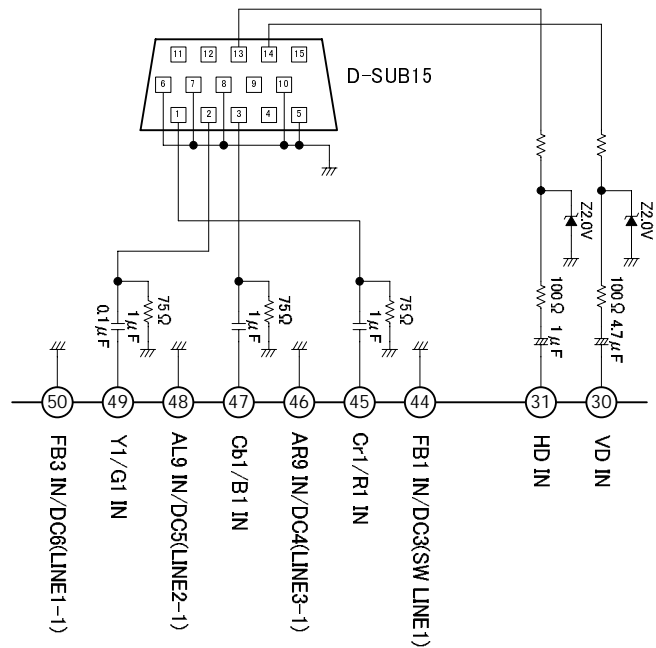 11 12 13 14 15
D-SUB15
6 7 8 9 10
1 2 3 4 5
Z2.0V
Z2.0V
75Ω
1μF
0.1μF
75Ω
1μF
75Ω
1μF
100Ω
1μF
100Ω
4.7μF
50 49 48 47 46 45 44 31 30
FB3 IN/DC6(LINE1-1)
Y1/G1 IN
AL9 IN/DC5(LINE2-1)
Cb1/B1 IN
AR9 IN/DC4(LINE3-1)
Cr1/R1 IN
FB1 IN/DC3(SW LINE1)
HD IN
VD IN